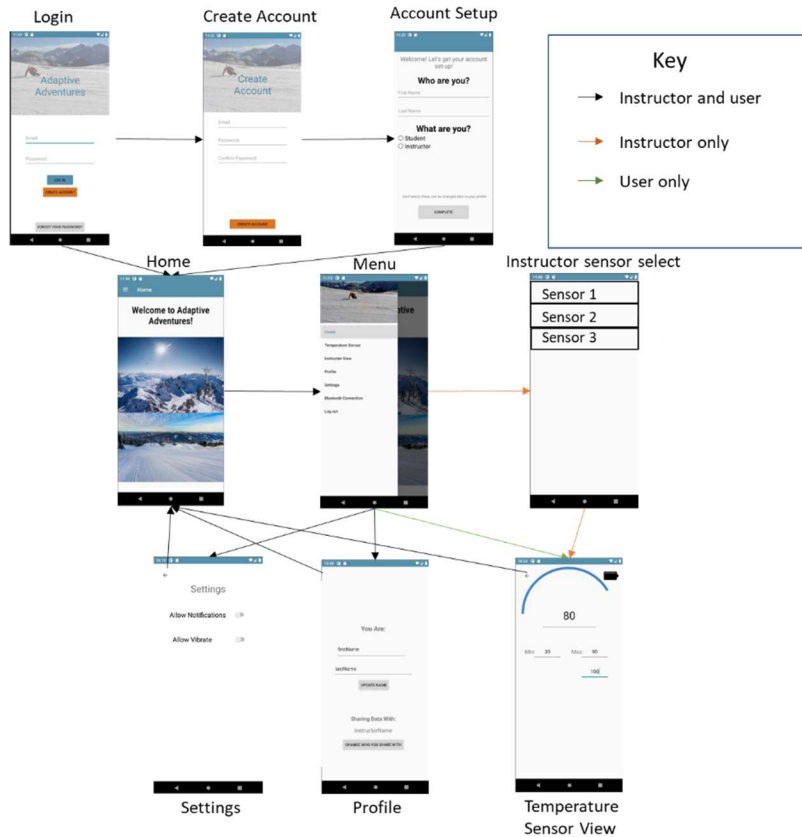 Login
Create Account
Account Setup
Adaptive
Adventures
Email
Password
LOG IN
CREATE ACCOUNT
FORGOT YOUR PASSWORD?
Create
Account
Email
Password
Confirm Password
CREATE ACCOUNT
Welcome! Let's get your account
set-up!
Who are you?
First Name
Last Name
What are you?
Student
Instructor
COMPLETE
Key
Instructor and user
Instructor only
User only
Home
Menu
Instructor sensor select
Home
Welcome to Adaptive
Adventures!
Home
Temperature Sensor
Instructor View
Profile
Settings
Bluetooth Connection
Log out
Sensor 1
Sensor 2
Sensor 3
Settings
Allow Notifications
Allow Vibrate
You Are:
firstName
lastName
UPDATE NAME
Sharing Data With:
instructorName
CHANGE WHO YOU SHARE WITH
80
Min:
Max: 90
100
Settings
Profile
Temperature
Sensor View